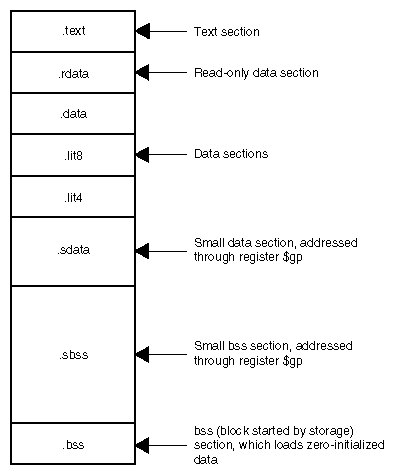 .text
Text section
.rdata
Read-only data section
.data
.lit8
Data sections
.lit4
.sdata
Small data section, addressed
through register $gp
.sbss
Small bss section, addressed
through register $gp
.bss
bss (block started by storage)
section, which loads zero-initialized
data